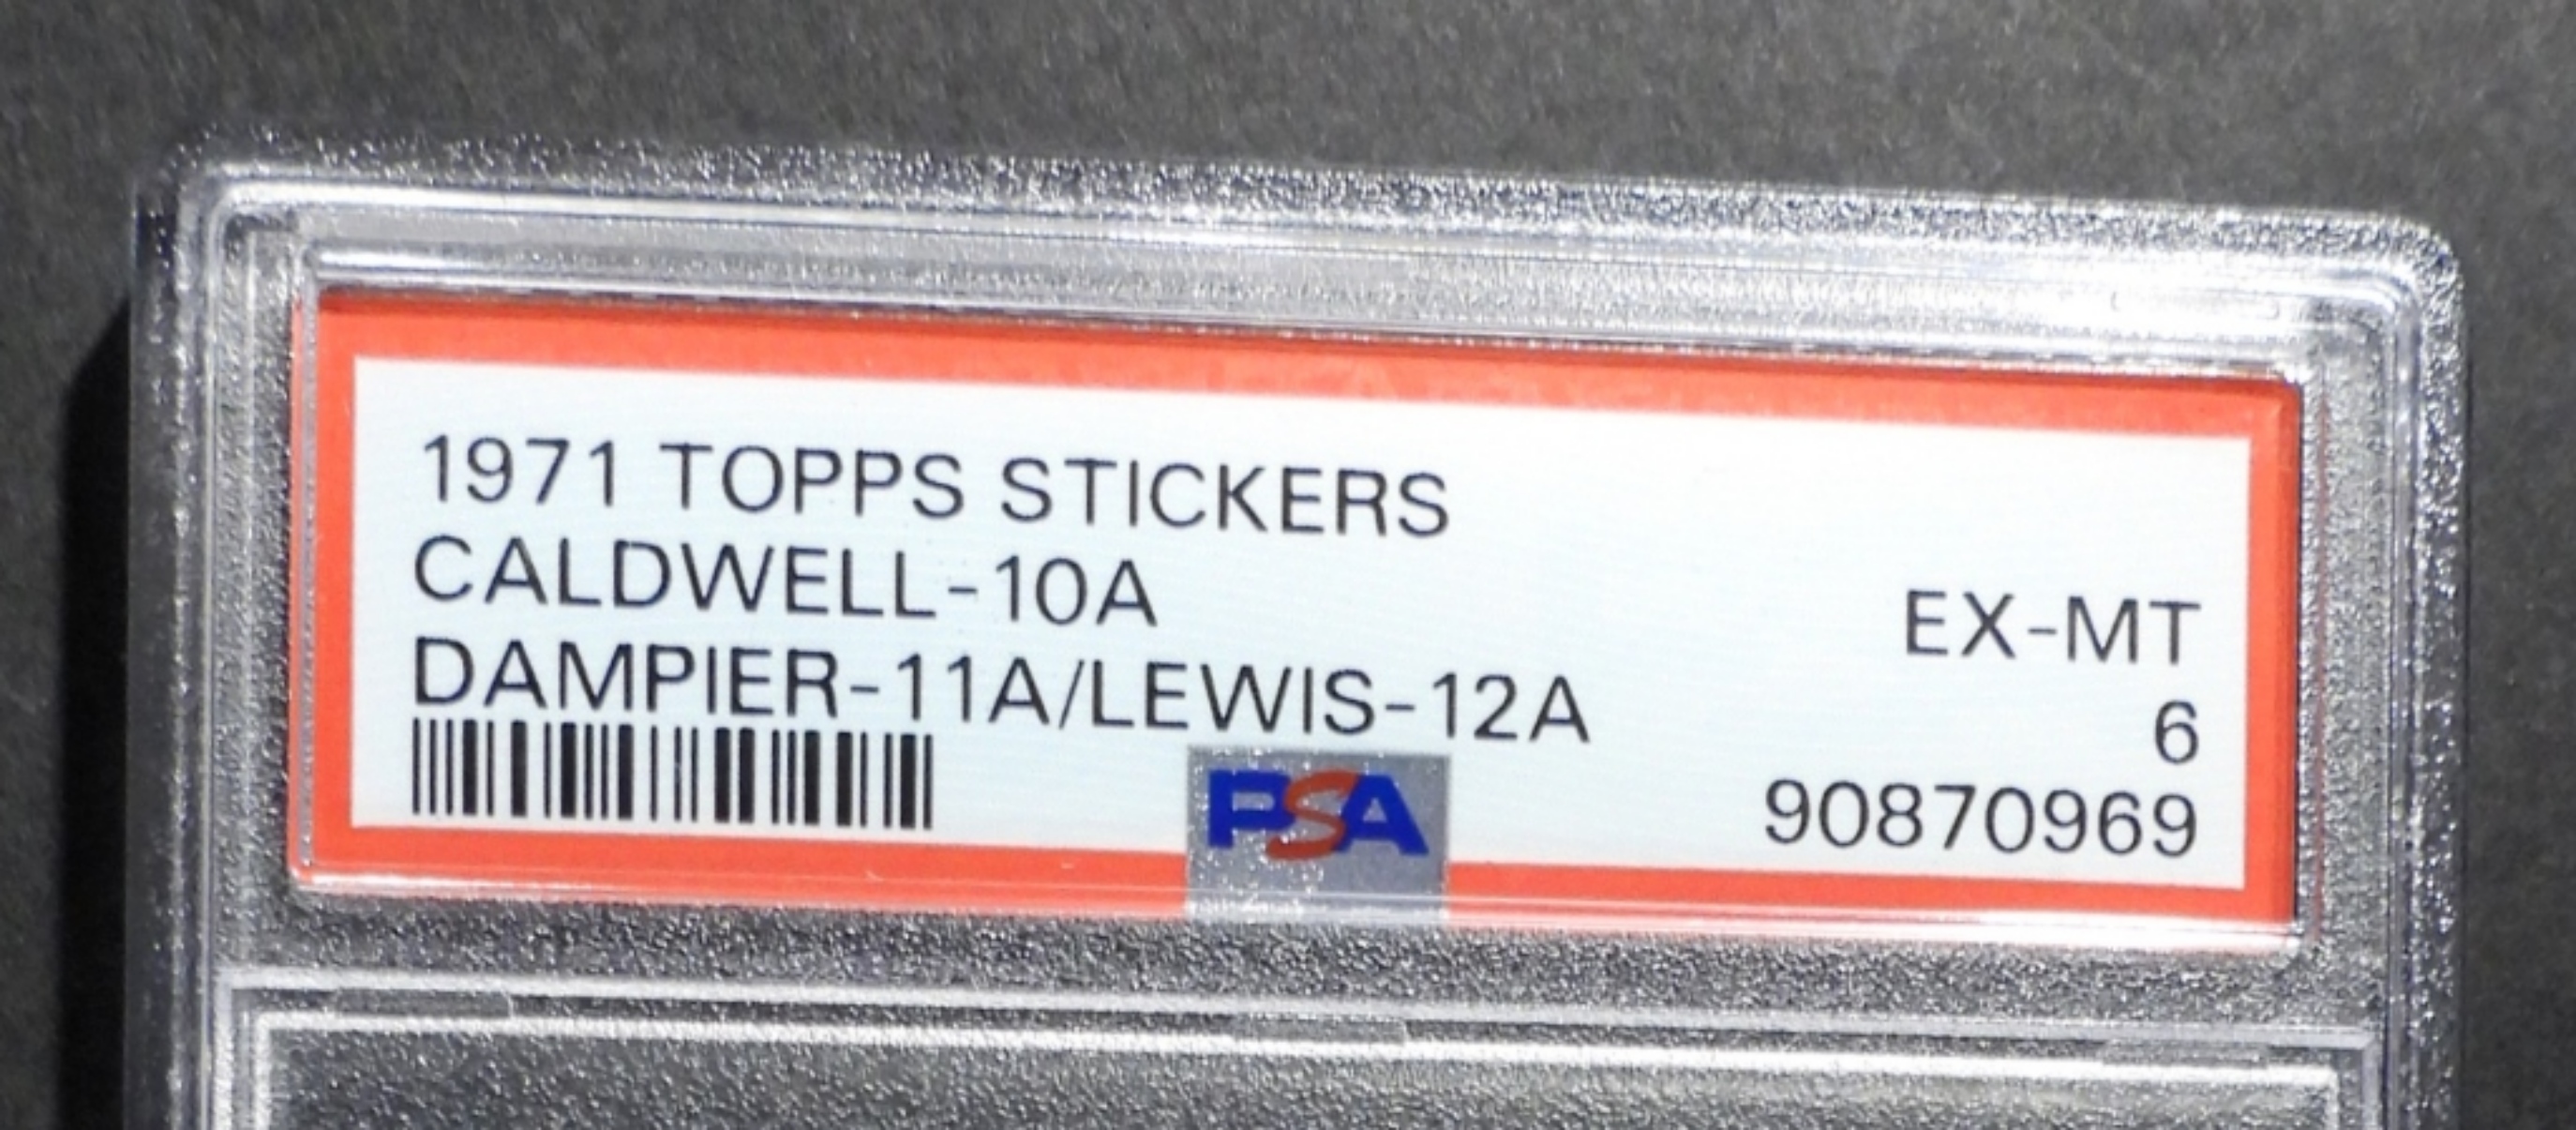 1971 TOPPS STICKERS
CALDWELL-10A
DAMPIER-11A/LEWIS-12A
EX-MT
6
90870969
PSA